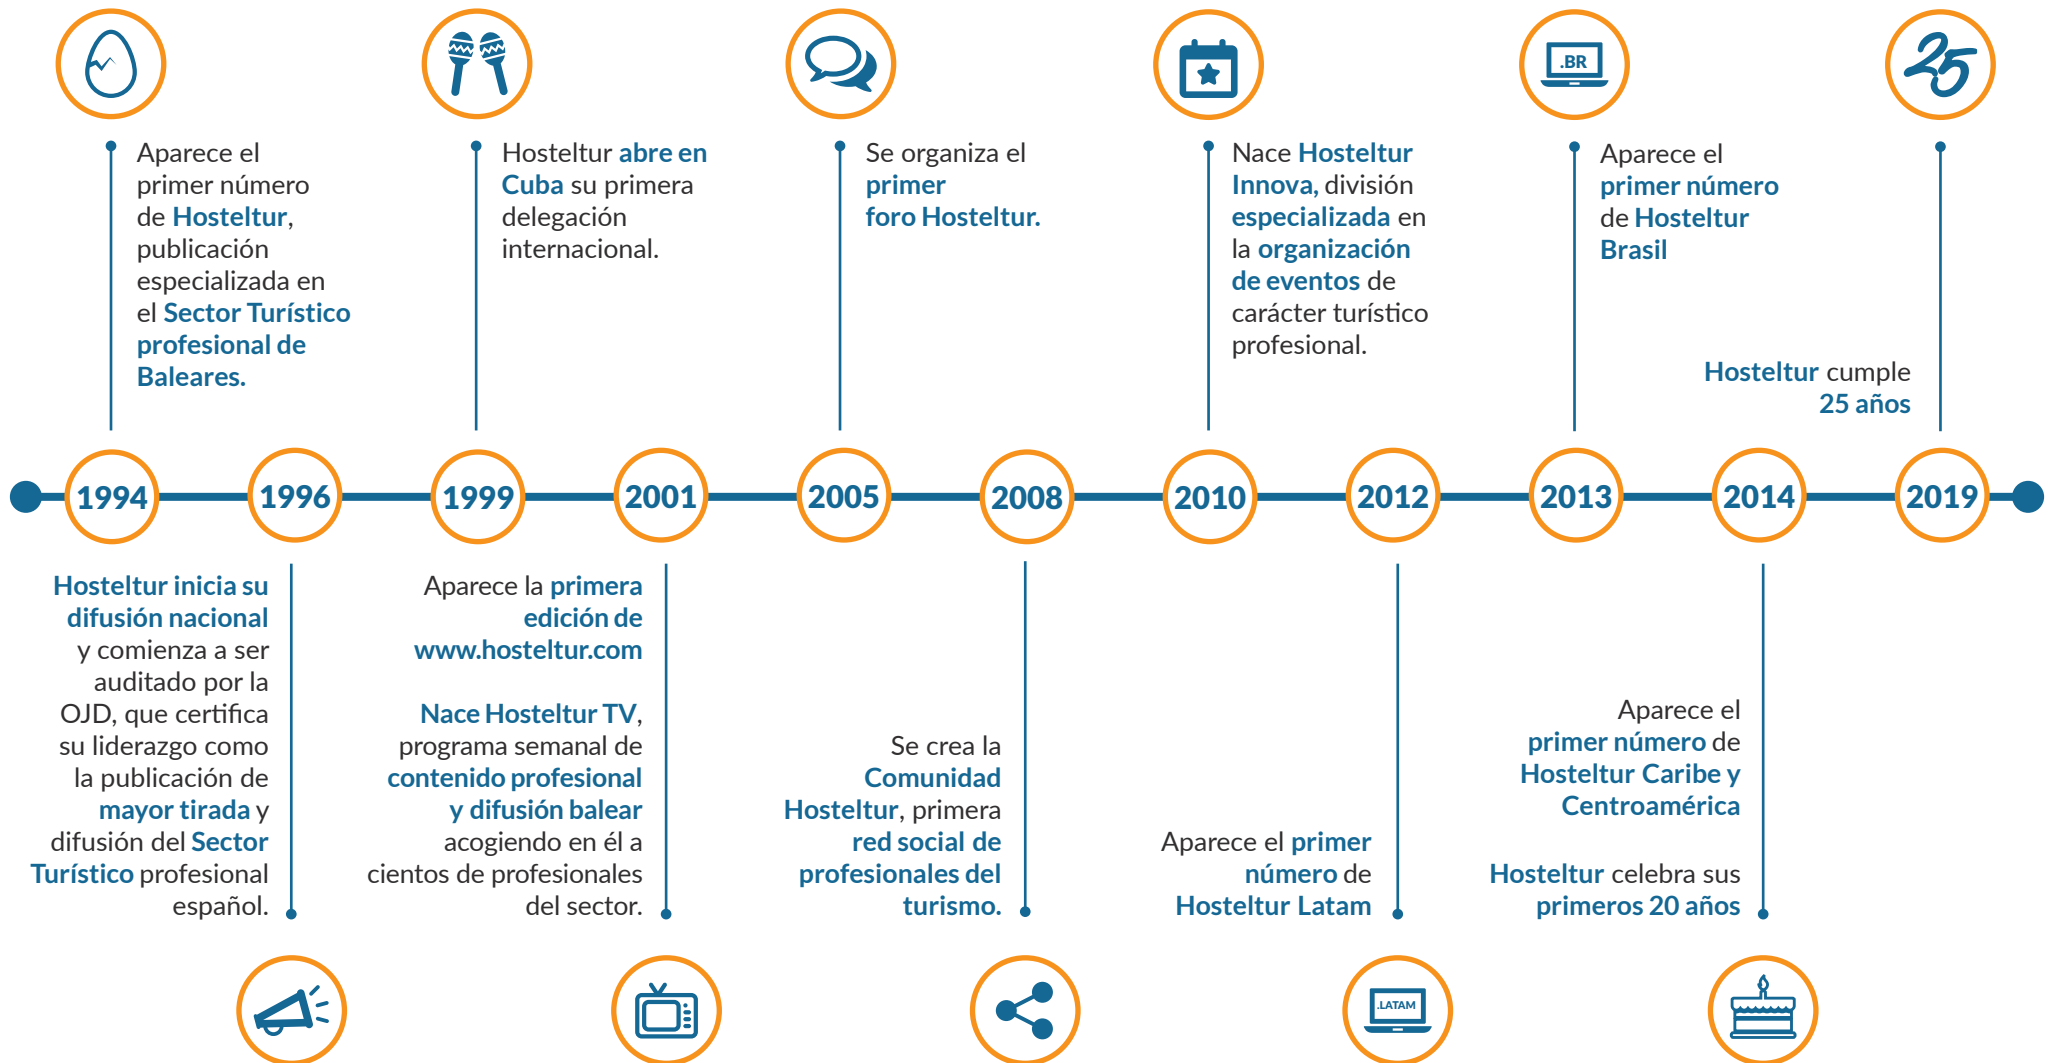 .BR
25
Aparece el
primer número
de Hosteltur,
publicación
especializada en
el Sector Turístico
profesional de
Baleares.
Hosteltur abre en
Cuba su primera
delegación
internacional.
Se organiza el
primer
foro Hosteltur.
Nace Hosteltur
Innova, división
especializada en
la organización
de eventos de
carácter turístico
profesional.
Aparece el
primer número
de Hosteltur
Brasil
Hosteltur cumple
25 años
1994
1996
1999
2001
2005
2008
2010
2012
2013
2014
2019
Hosteltur inicia su
difusión nacional
y comienza a ser
auditado por la
OJD, que certifica
su liderazgo como
la publicación de
mayor tirada y
difusión del Sector
Turístico profesional
español.
Aparece la primera
edición de
www.hosteltur.com
Nace Hosteltur TV,
programa semanal de
contenido profesional
y difusión balear
acogiendo en él a
cientos de profesionales
del sector.
Se crea la
Comunidad
Hosteltur, primera
red social de
profesionales del
turismo.
Aparece el primer
número de
Hosteltur Latam
Aparece el
primer número de
Hosteltur Caribe y
Centroamérica
Hosteltur celebra sus
primeros 20 años
.LATAM